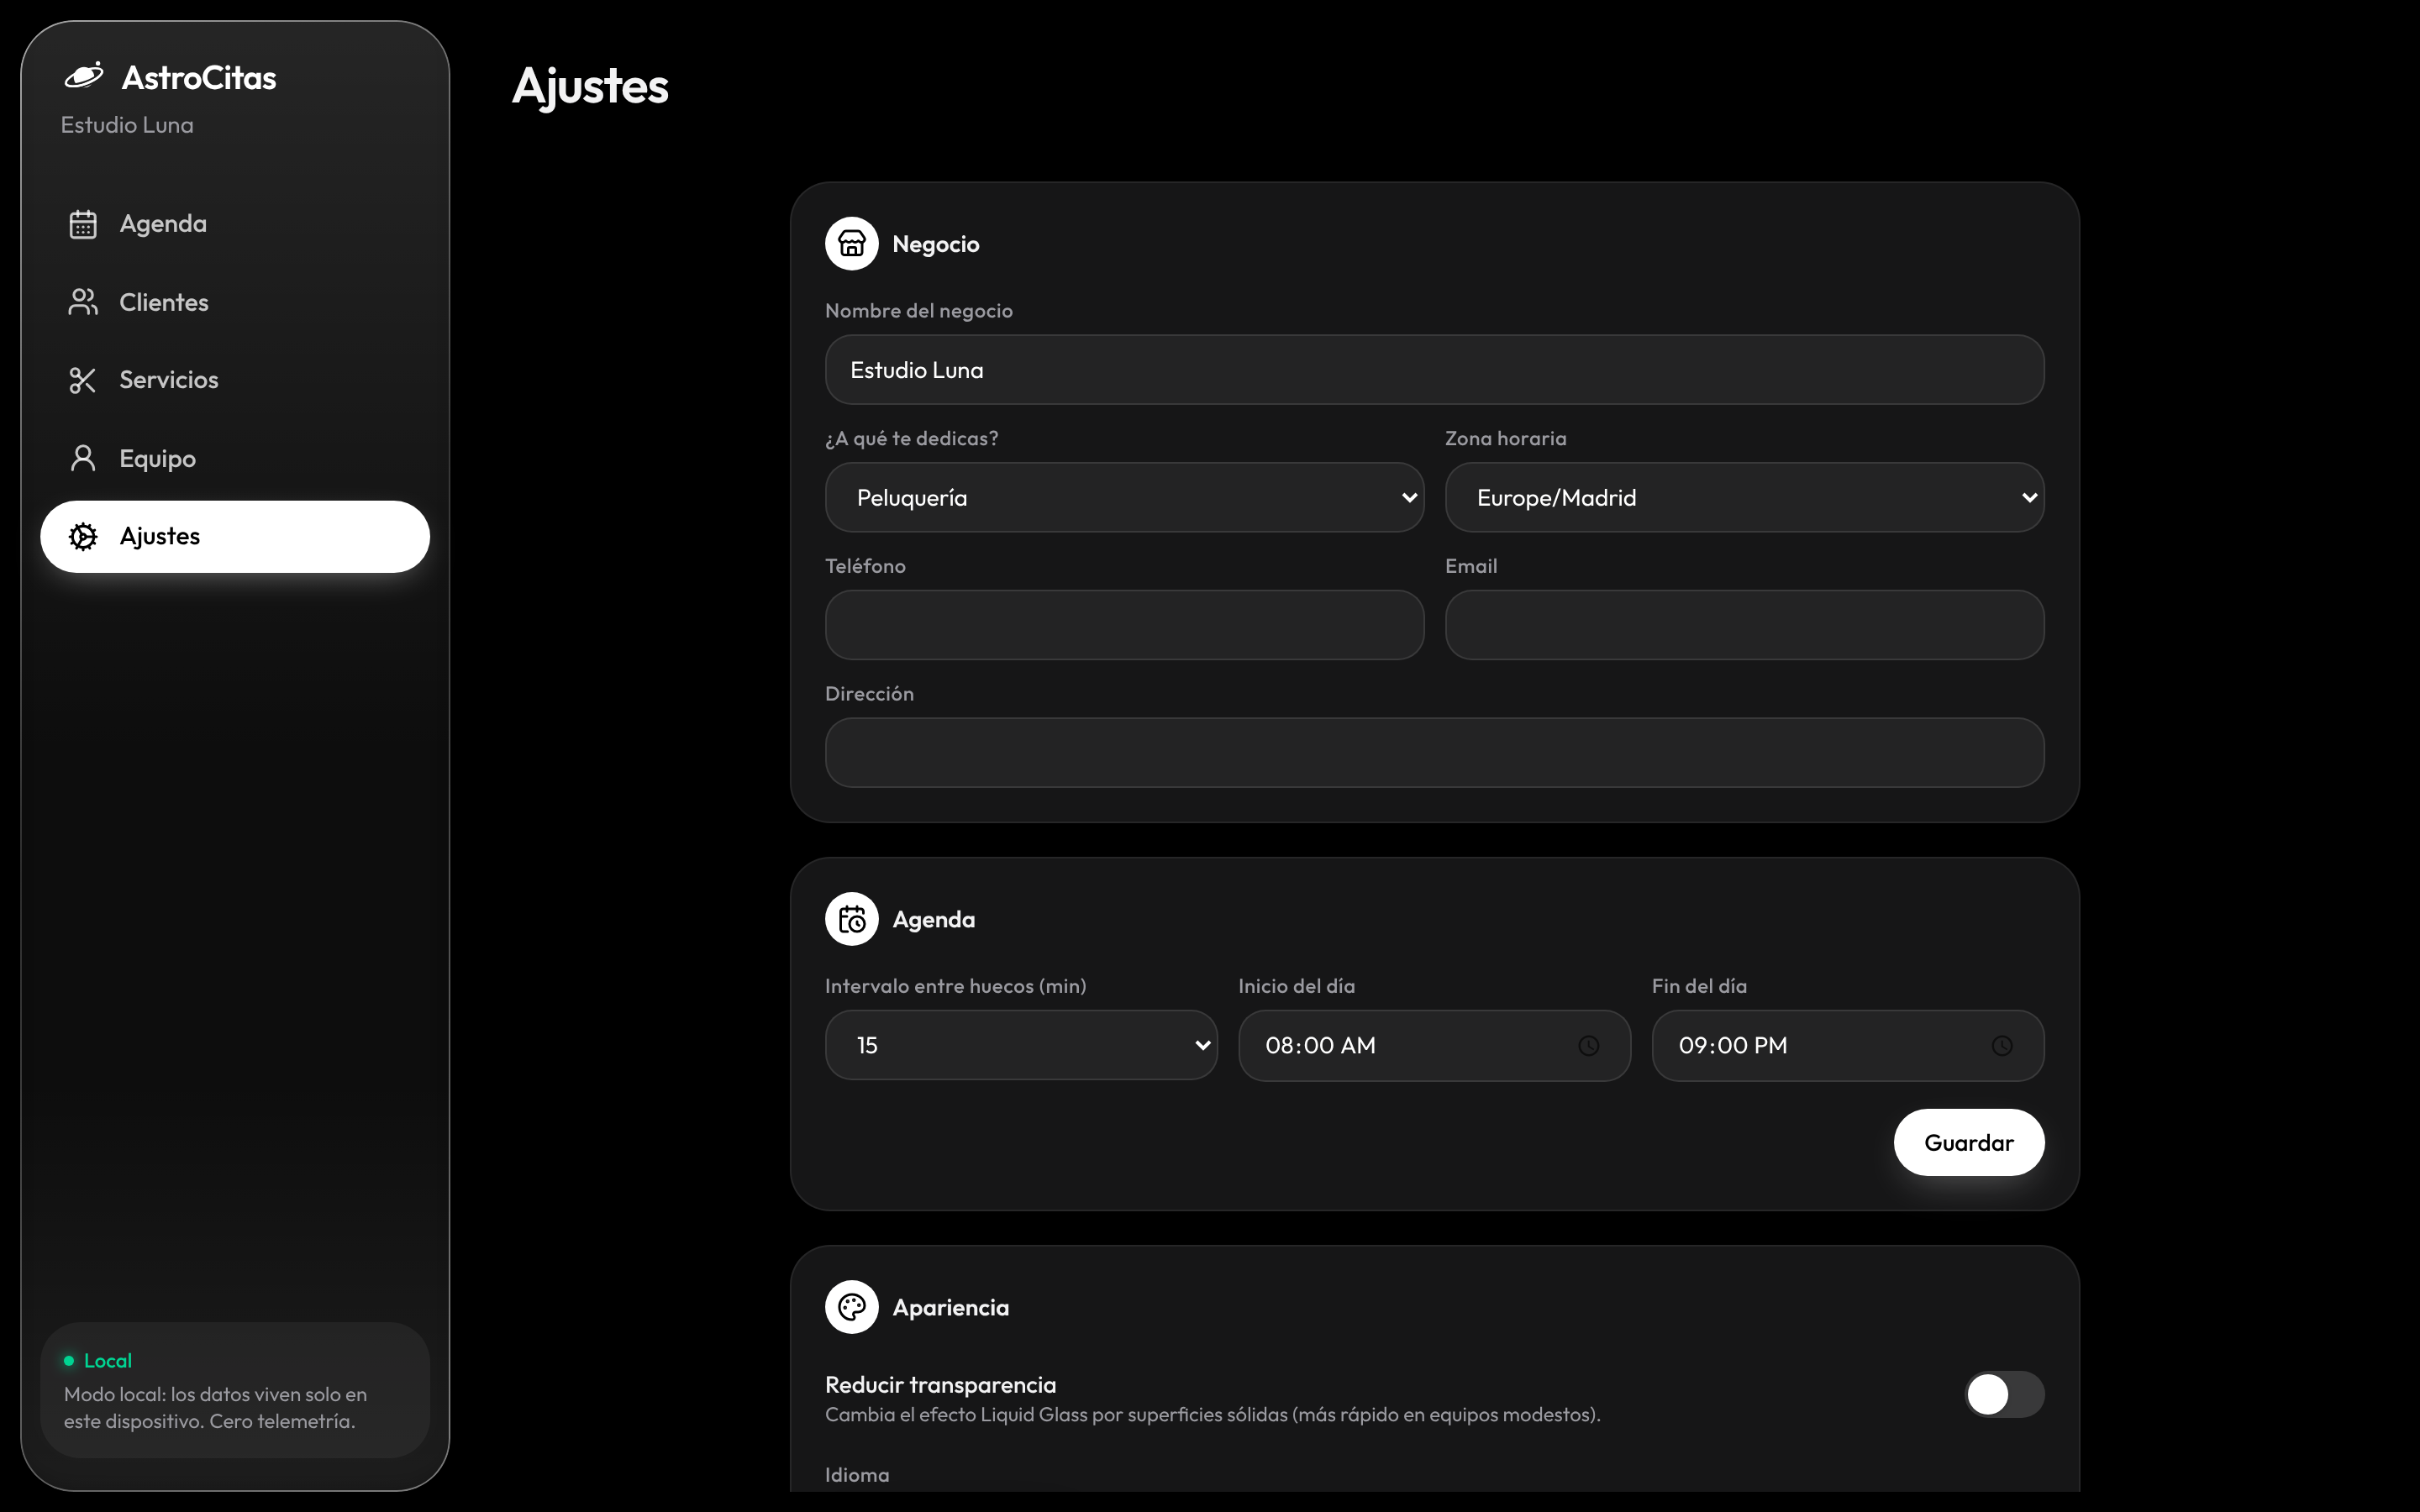 AstroCitas
Estudio Luna
Agenda
Clientes
Servicios
Equipo
Ajustes
Local
Modo local: los datos viven solo en
este dispositivo. Cero telemetría.
Ajustes
Negocio
Nombre del negocio
Estudio Luna
¿A qué te dedicas?
Zona horaria
Peluquería
Europe/Madrid
Teléfono
Email
Dirección
Agenda
Intervalo entre huecos (min)
Inicio del día
Fin del día
15
08:00 AM
09:00 PM
Guardar
Apariencia
Reducir transparencia
Cambia el efecto Liquid Glass por superficies sólidas (más rápido en equipos modestos).
Idioma